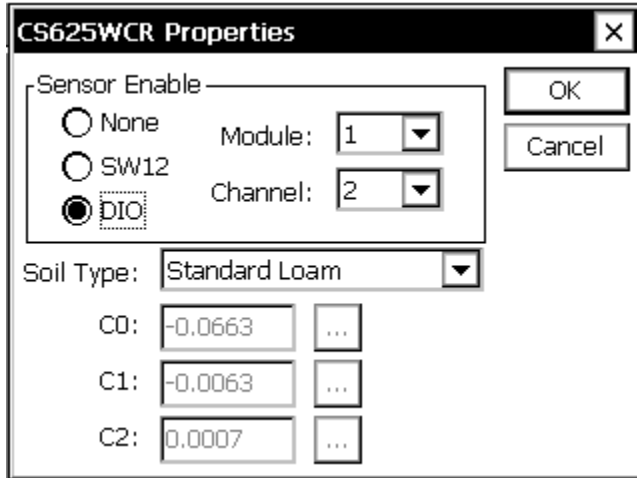 CS625WCR Properties
Sensor Enable
None
SW12
DIO
Module: 1
Channel: 2
OK
Cancel
Soil Type: Standard Loam
C0: -0.0663 ...
C1: -0.0063 ...
C2: 0.0007 ...